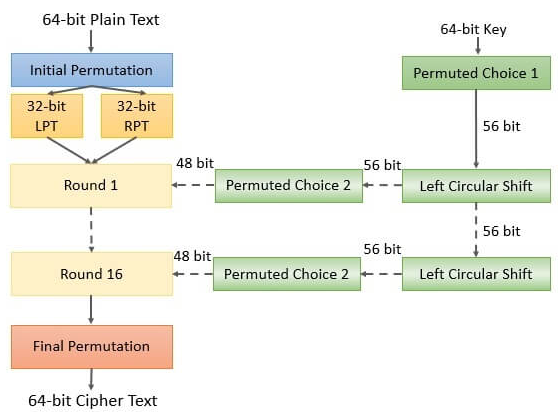 64-bit Plain Text
64-bit Key
Initial Permutation
Permuted Choice 1
32-bit
LPT
32-bit
RPT
56 bit
48 bit
56 bit
Round 1
Permuted Choice 2
Left Circular Shift
56 bit
48 bit
56 bit
Round 16
Permuted Choice 2
Left Circular Shift
Final Permutation
64-bit Cipher Text